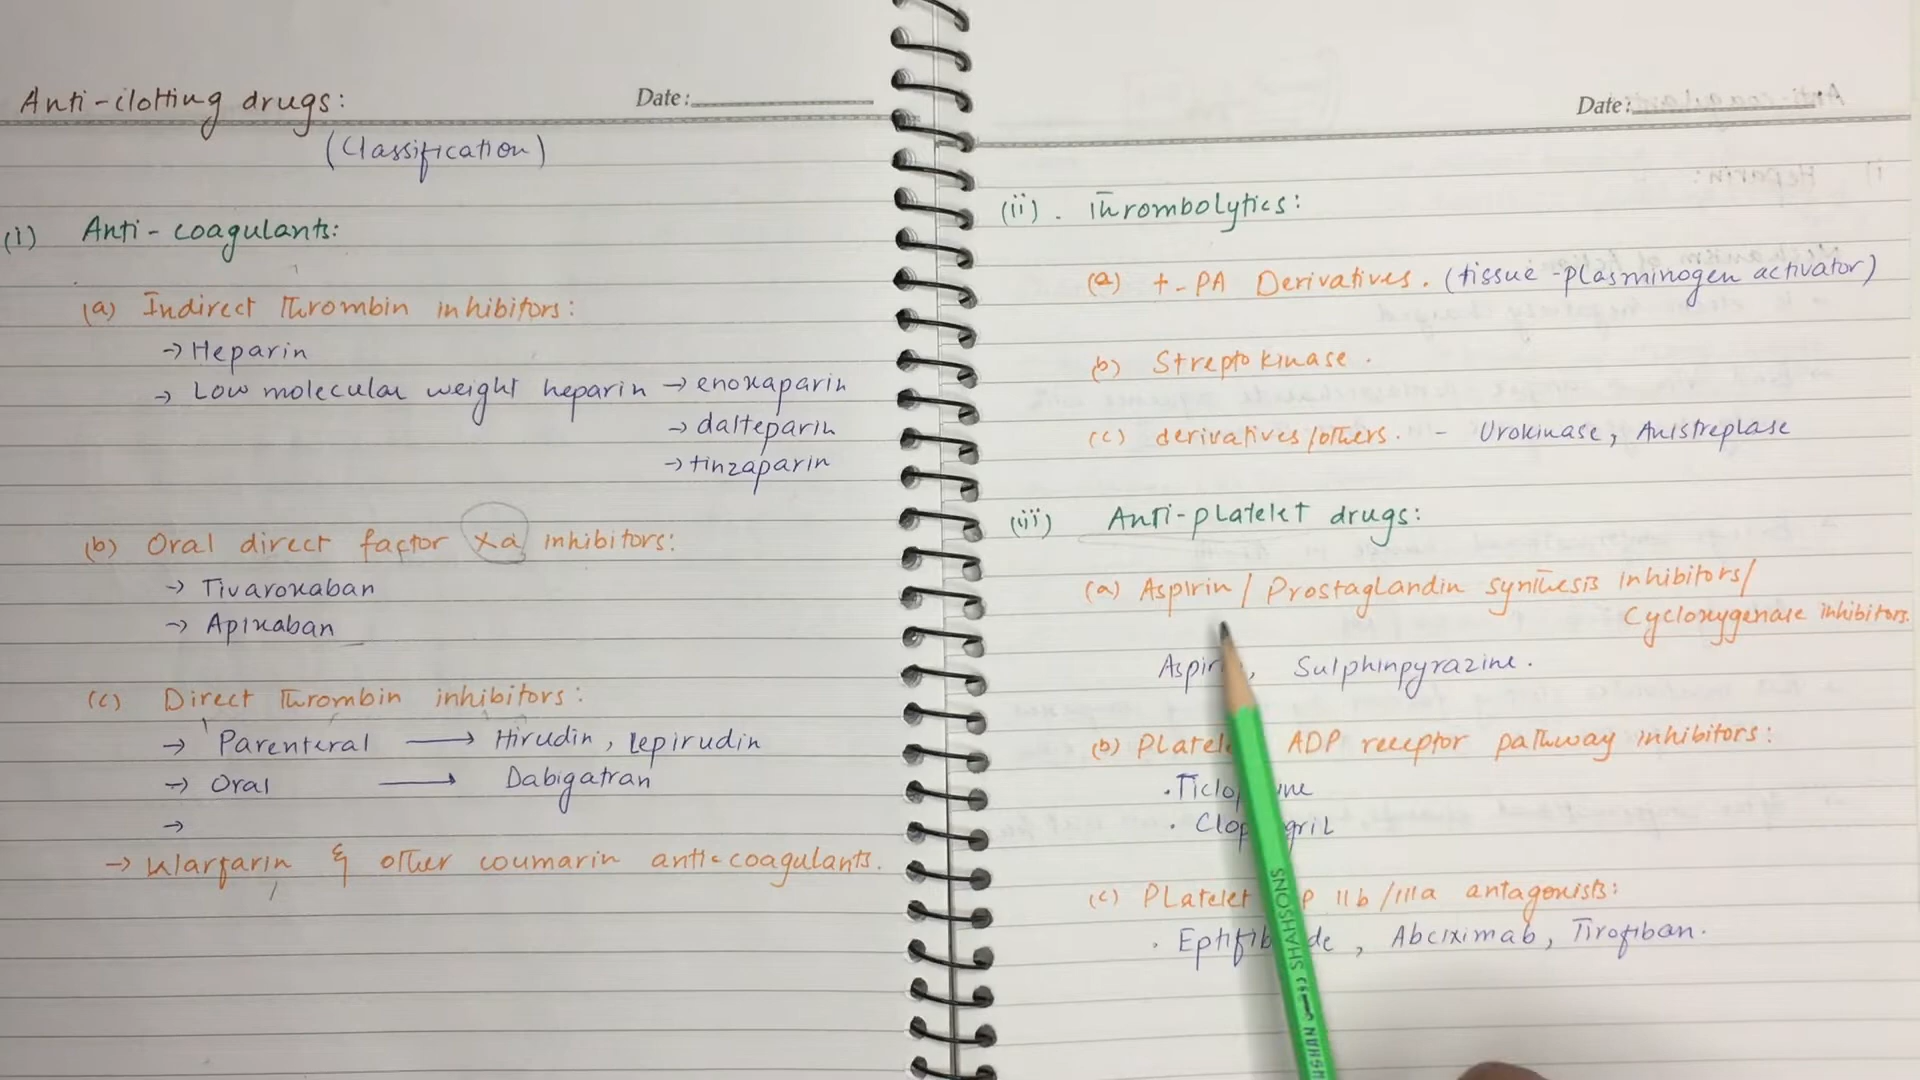 Anti-clotting drugs:
Date:
(Classification)
(i) Anti-coagulants:
(a) Indirect thrombin inhibitors:
→ Heparin
→ Low molecular weight heparin → enoxaparin
→ dalteparin
→ tinzaparin
(b) Oral direct factor Xa inhibitors:
→ Tivaroxaban
→ Apixaban
(c) Direct thrombin inhibitors:
→ Parenteral → Hirudin, lepirudin
→ Oral → Dabigatran
→
→ Warfarin & other coumarin anti-coagulants.
Date:
(ii). Thrombolytics:
(a) t-PA Derivatives. (tissue-plasminogen activator)
(b) Streptokinase.
(c) derivatives/others. - Urokinase, Anistreplase
(iii) Anti-platelet drugs:
(a) Aspirin/ Prostaglandin synthesis inhibitors/
Cycloxygenase inhibitors.
Sulphinpyrazine.
(b) ADP receptor pathway inhibitors:
(c) Platelet IIb/IIIa antagonists:
Abciximab, Tirofiban.
SHAHSONS